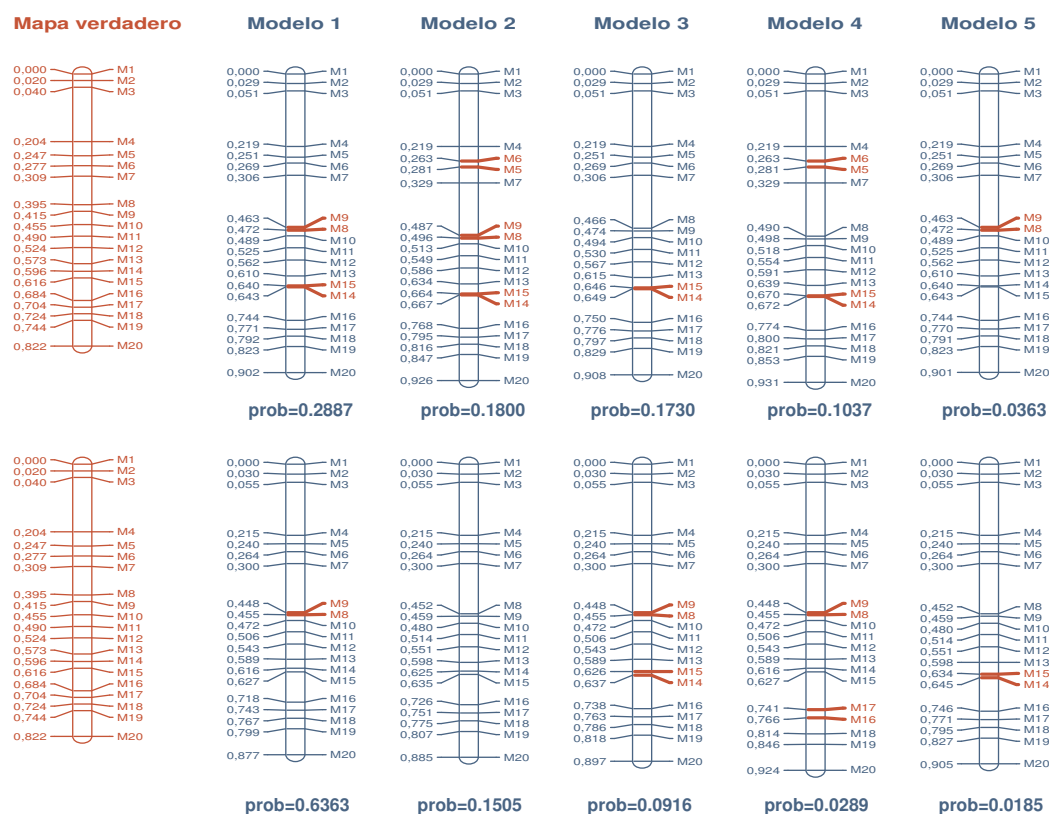 Mapa verdadero
0,000 M1
0,020 M2
0,040 M3
0,204 M4
0,247 M5
0,277 M6
0,309 M7
0,395 M8
0,415 M9
0,455 M10
0,490 M11
0,524 M12
0,573 M13
0,596 M14
0,616 M15
0,684 M16
0,704 M17
0,724 M18
0,744 M19
0,822 M20
Modelo 1
0,000 M1
0,029 M2
0,051 M3
0,219 M4
0,251 M5
0,269 M6
0,306 M7
0,463 M9
0,472 M8
0,489 M10
0,525 M11
0,562 M12
0,610 M13
0,640 M15
0,643 M14
0,744 M16
0,771 M17
0,792 M18
0,823 M19
0,902 M20
prob=0.2887
Modelo 2
0,000 M1
0,029 M2
0,051 M3
0,219 M4
0,263 M6
0,281 M5
0,329 M7
0,487 M9
0,496 M8
0,513 M10
0,549 M11
0,586 M12
0,634 M13
0,664 M15
0,667 M14
0,768 M16
0,795 M17
0,816 M18
0,847 M19
0,926 M20
prob=0.1800
Modelo 3
0,000 M1
0,029 M2
0,051 M3
0,219 M4
0,251 M5
0,269 M6
0,306 M7
0,466 M8
0,474 M9
0,494 M10
0,530 M11
0,567 M12
0,615 M13
0,646 M15
0,649 M14
0,750 M16
0,776 M17
0,797 M18
0,829 M19
0,908 M20
prob=0.1730
Modelo 4
0,000 M1
0,029 M2
0,051 M3
0,219 M4
0,263 M6
0,281 M5
0,329 M7
0,490 M8
0,498 M9
0,518 M10
0,554 M11
0,591 M12
0,639 M13
0,670 M15
0,672 M14
0,774 M16
0,800 M17
0,821 M18
0,853 M19
0,931 M20
prob=0.1037
Modelo 5
0,000 M1
0,029 M2
0,051 M3
0,219 M4
0,251 M5
0,269 M6
0,306 M7
0,463 M9
0,472 M8
0,489 M10
0,525 M11
0,562 M12
0,610 M13
0,640 M14
0,643 M15
0,744 M16
0,770 M17
0,791 M18
0,823 M19
0,901 M20
prob=0.0363
0,000 M1
0,020 M2
0,040 M3
0,204 M4
0,247 M5
0,277 M6
0,309 M7
0,395 M8
0,415 M9
0,455 M10
0,490 M11
0,524 M12
0,573 M13
0,596 M14
0,616 M15
0,684 M16
0,704 M17
0,724 M18
0,744 M19
0,822 M20
0,000 M1
0,030 M2
0,055 M3
0,215 M4
0,240 M5
0,264 M6
0,300 M7
0,448 M9
0,455 M8
0,472 M10
0,506 M11
0,543 M12
0,589 M13
0,616 M14
0,627 M15
0,718 M16
0,743 M17
0,767 M18
0,799 M19
0,877 M20
prob=0.6363
0,000 M1
0,030 M2
0,055 M3
0,215 M4
0,240 M5
0,264 M6
0,300 M7
0,452 M8
0,459 M9
0,480 M10
0,514 M11
0,551 M12
0,598 M13
0,625 M14
0,635 M15
0,726 M16
0,751 M17
0,775 M18
0,807 M19
0,885 M20
prob=0.1505
0,000 M1
0,030 M2
0,055 M3
0,215 M4
0,240 M5
0,264 M6
0,300 M7
0,448 M9
0,455 M8
0,472 M10
0,506 M11
0,543 M12
0,589 M13
0,626 M15
0,637 M14
0,738 M16
0,763 M17
0,786 M18
0,818 M19
0,897 M20
prob=0.0916
0,000 M1
0,030 M2
0,055 M3
0,215 M4
0,240 M5
0,264 M6
0,300 M7
0,448 M9
0,455 M8
0,472 M10
0,506 M11
0,543 M12
0,589 M13
0,616 M14
0,627 M15
0,741 M17
0,766 M16
0,814 M18
0,846 M19
0,924 M20
prob=0.0289
0,000 M1
0,030 M2
0,055 M3
0,215 M4
0,240 M5
0,264 M6
0,300 M7
0,452 M8
0,459 M9
0,480 M10
0,514 M11
0,551 M12
0,598 M13
0,634 M15
0,645 M14
0,746 M16
0,771 M17
0,795 M18
0,827 M19
0,905 M20
prob=0.0185